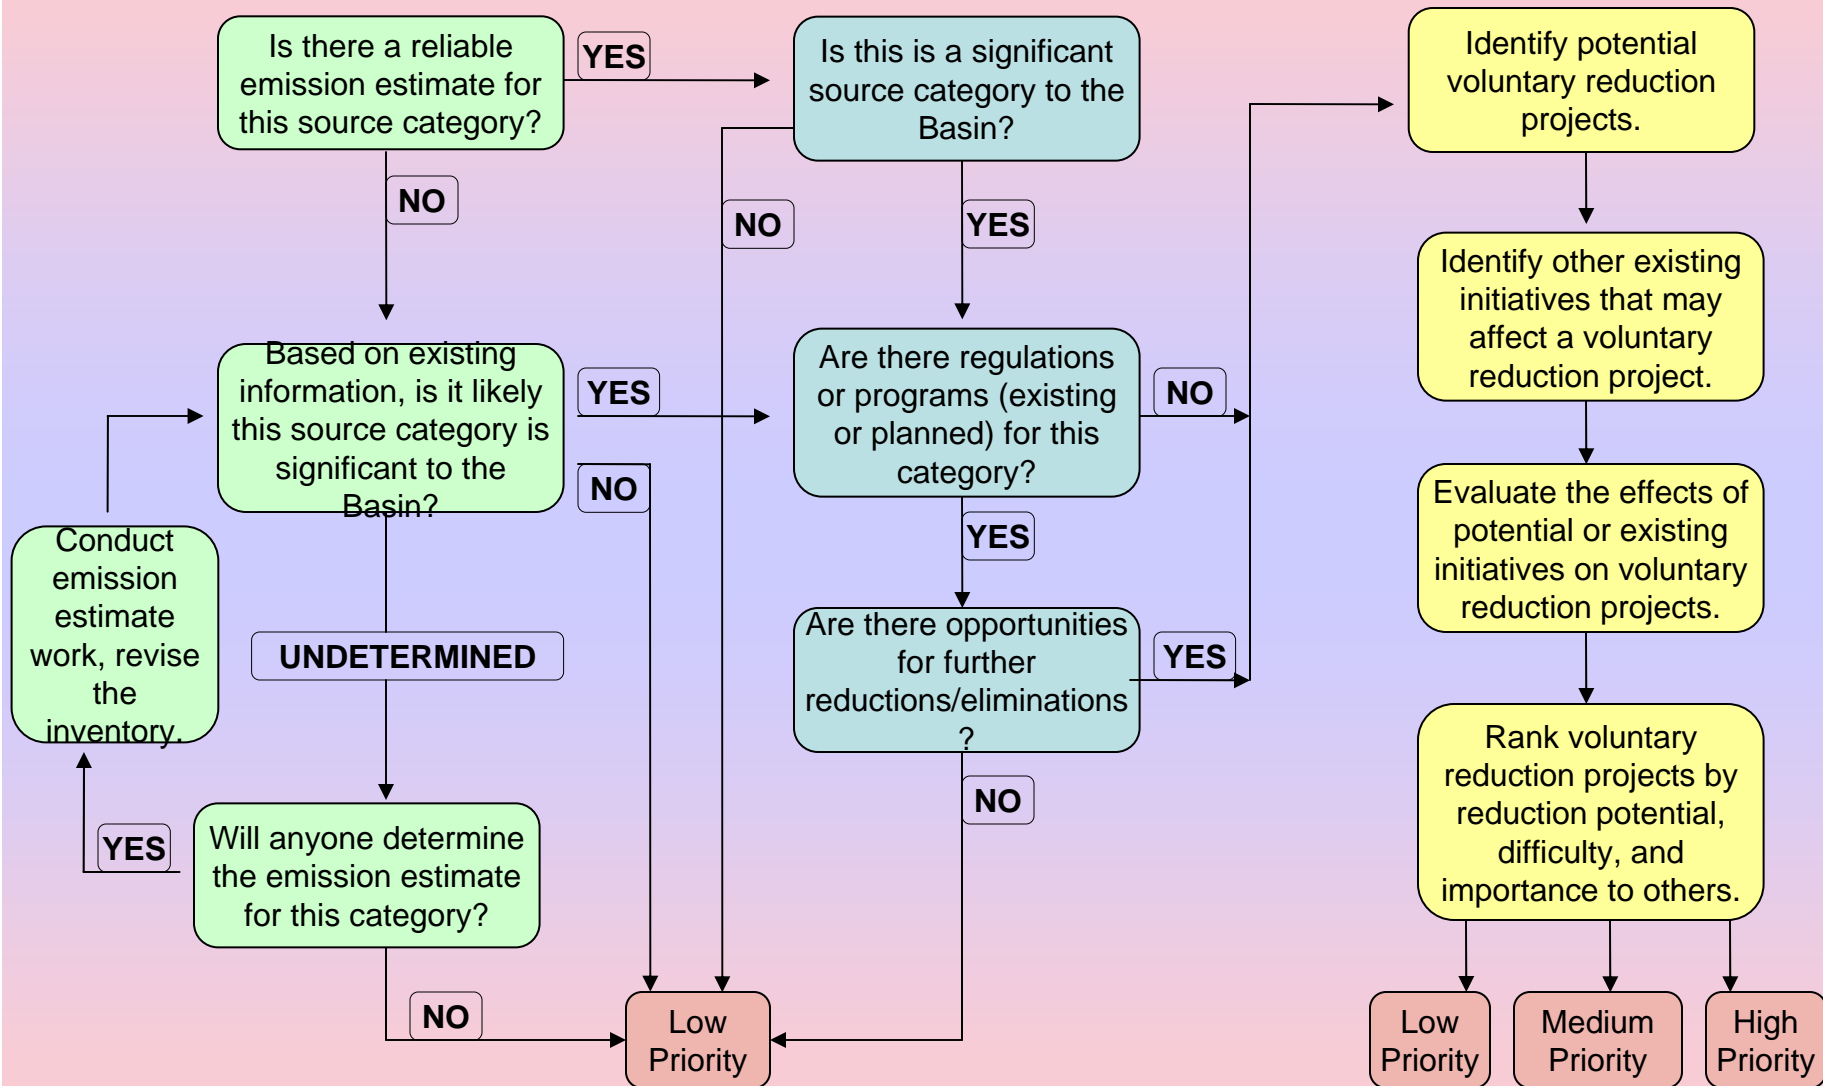 Is there a reliable
emission estimate for
this source category?
YES
NO
Is this is a significant
source category to the
Basin?
NO
YES
Identify potential
voluntary reduction
projects.
Identify other existing
initiatives that may
affect a voluntary
reduction project.
Based on existing
information, is it likely
this source category is
significant to the
Basin?
YES
NO
Are there regulations
or programs (existing
or planned) for this
category?
NO
YES
Evaluate the effects of
potential or existing
initiatives on voluntary
reduction projects.
Conduct
emission
estimate
work, revise
the
inventory.
UNDETERMINED
Are there opportunities
for further
reductions/eliminations
?
YES
NO
Rank voluntary
reduction projects by
reduction potential,
difficulty, and
importance to others.
YES
Will anyone determine
the emission estimate
for this category?
NO
Low
Priority
Low
Priority
Medium
Priority
High
Priority